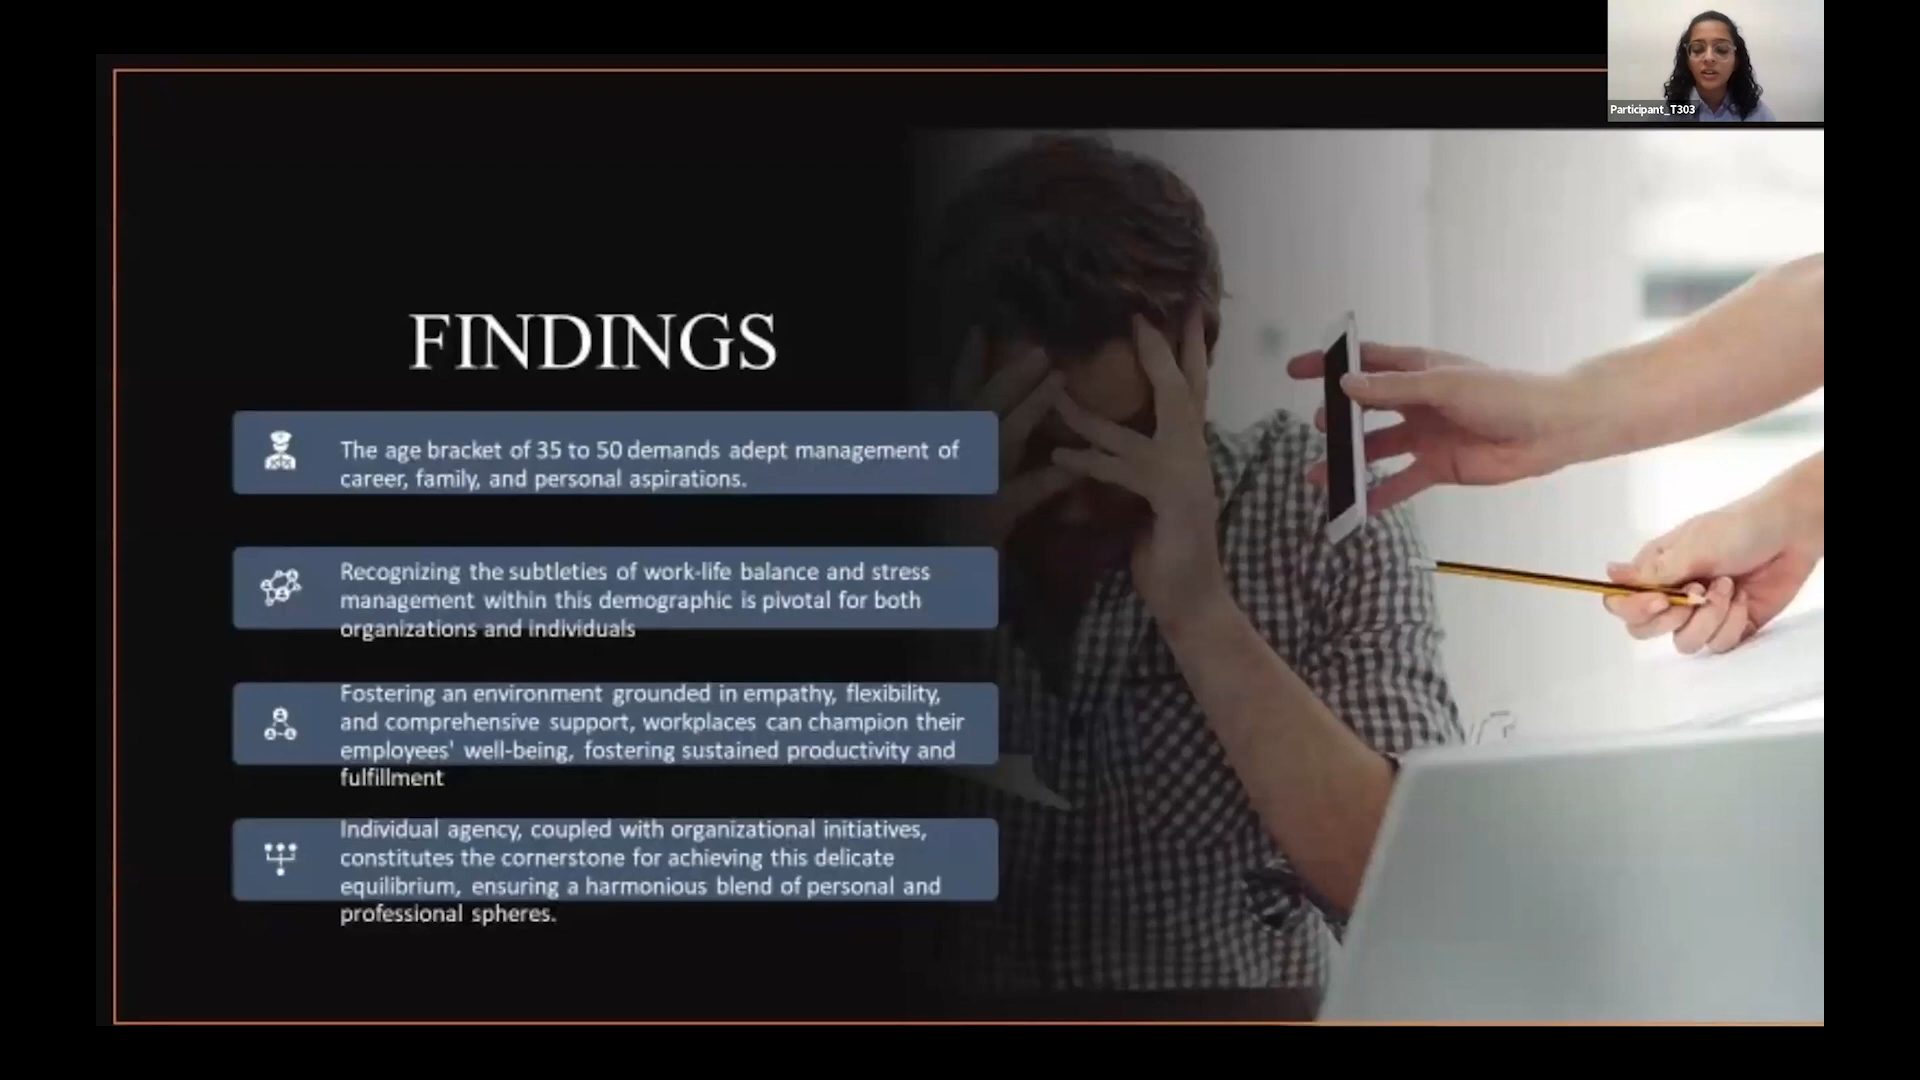 Participant_T303
FINDINGS
The age bracket of 35 to 50 demands adept management of
career, family, and personal aspirations.
Recognizing the subtleties of work-life balance and stress
management within this demographic is pivotal for both
organizations and individuals
Fostering an environment grounded in empathy, flexibility,
and comprehensive support, workplaces can champion their
employees' well-being, fostering sustained productivity and
fulfillment
Individual agency, coupled with organizational initiatives,
constitutes the cornerstone for achieving this delicate
equilibrium, ensuring a harmonious blend of personal and
professional spheres.